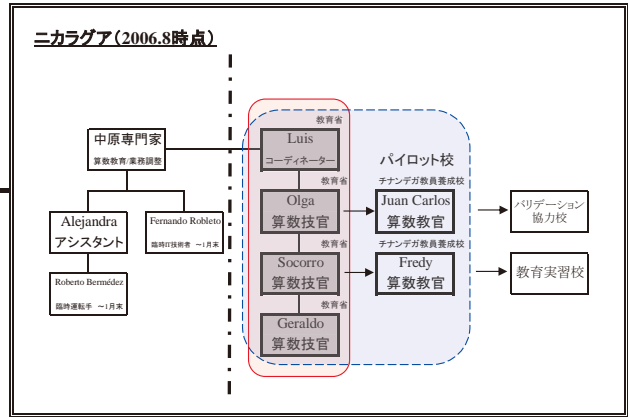 ニカラグア(2006.8時点)
中原専門家
算数教育/業務調整
Alejandra
アシスタント
Fernando Robleto
臨時IT技術者 ~1月末
Roberto Bermédez
臨時運転手 ~1月末
教育省
Luis
コーディネーター
教育省
Olga
算数技官
教育省
Socorro
算数技官
教育省
Geraldo
算数技官
パイロット校
チナンデガ教員養成校
Juan Carlos
算数教官
チナンデガ教員養成校
Fredy
算数教官
バリデーション
協力校
教育実習校